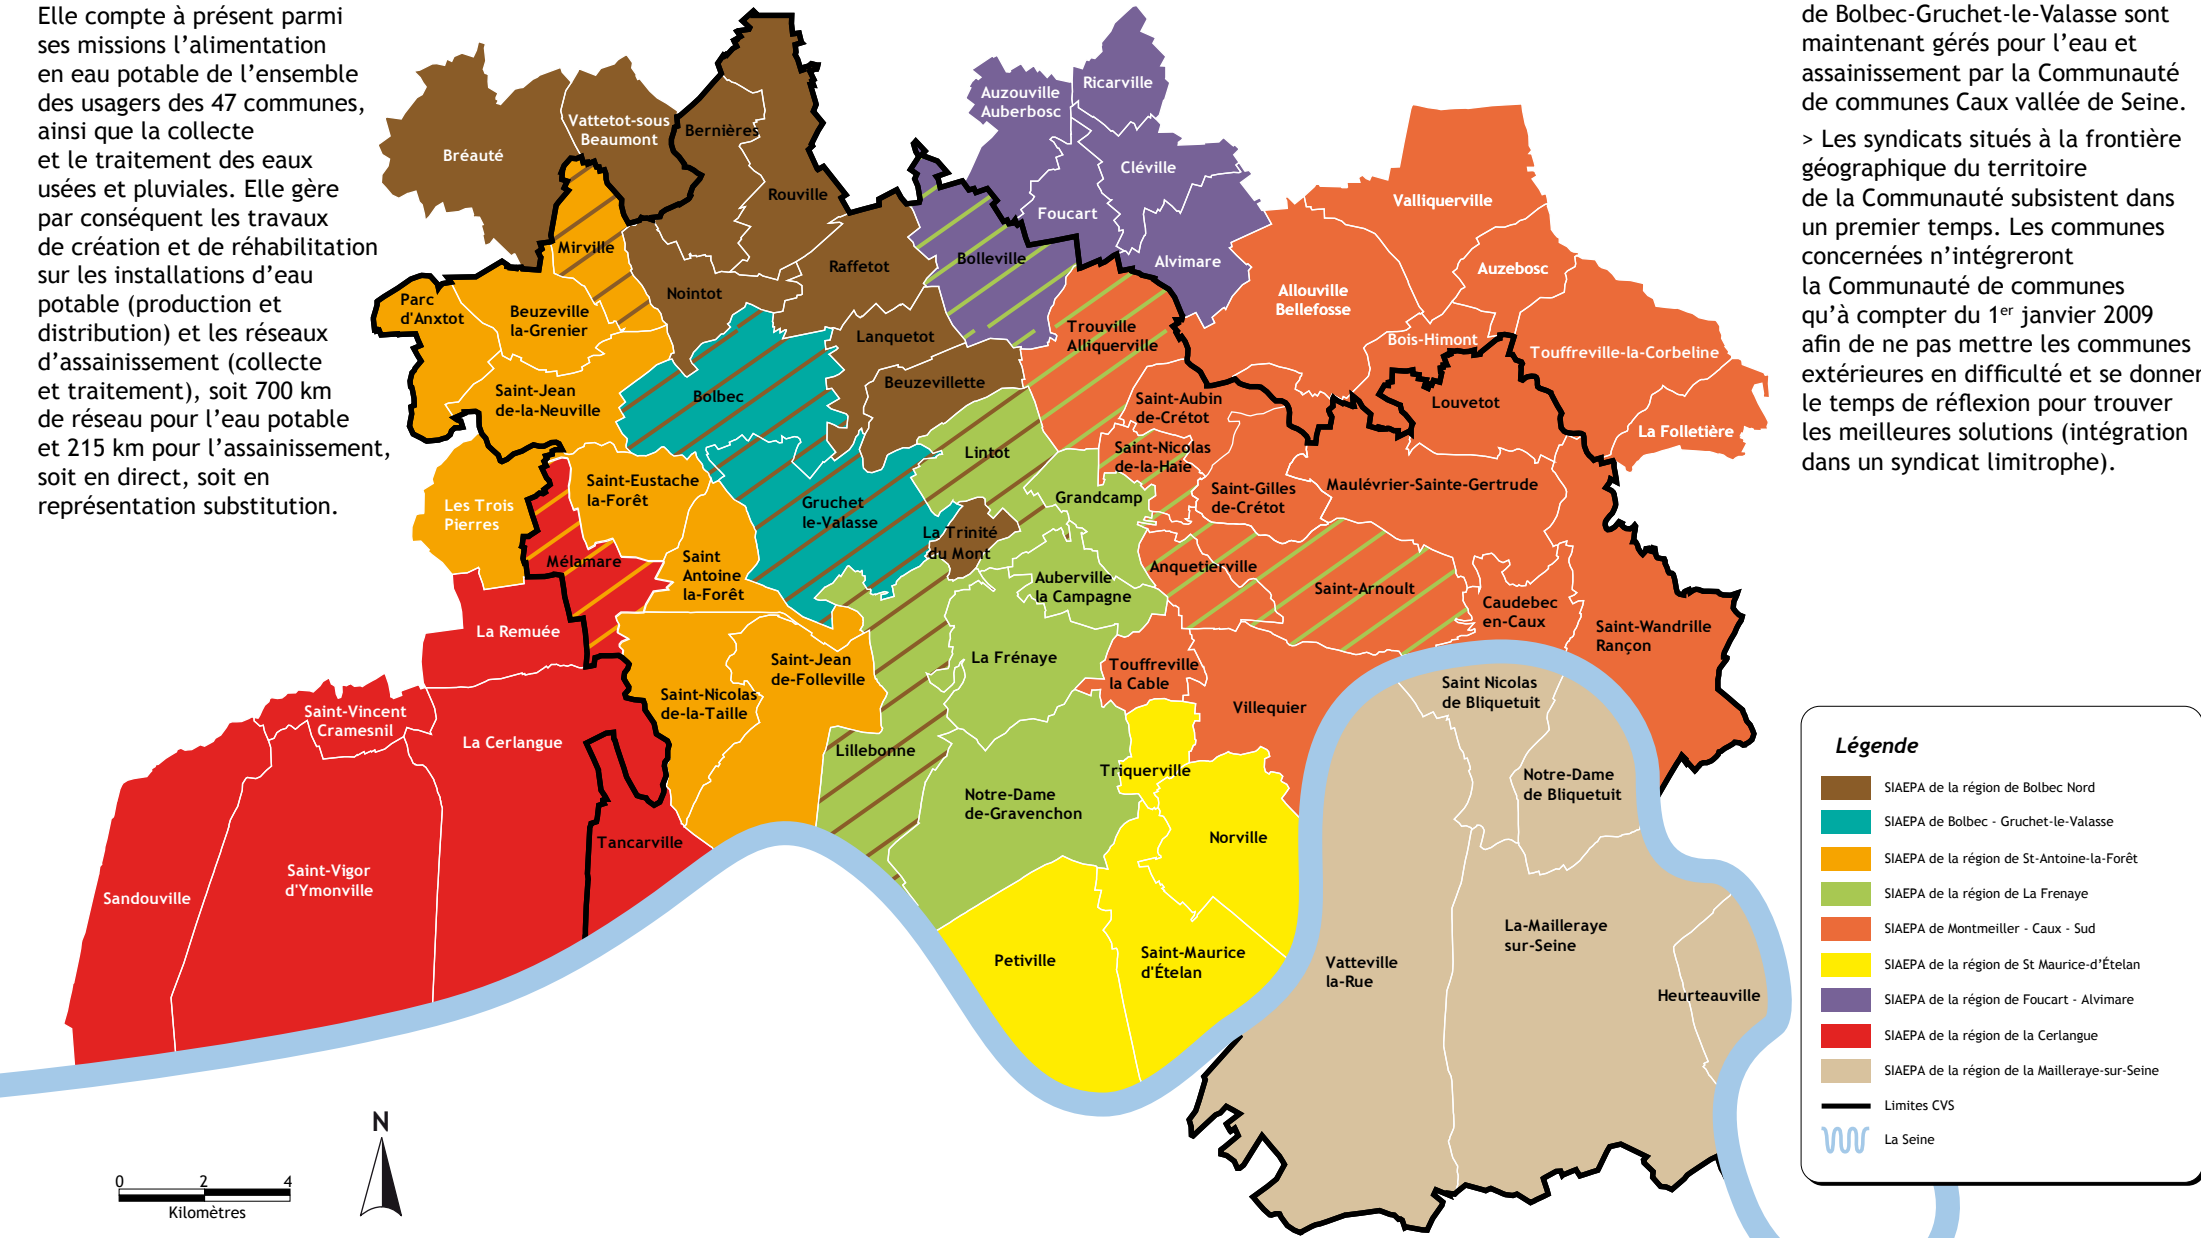 Elle compte à présent parmi
ses missions l’alimentation
en eau potable de l’ensemble
des usagers des 47 communes,
ainsi que la collecte
et le traitement des eaux
usées et pluviales. Elle gère
par conséquent les travaux
de création et de réhabilitation
sur les installations d’eau
potable (production et
distribution) et les réseaux
d’assainissement (collecte
et traitement), soit 700 km
de réseau pour l’eau potable
et 215 km pour l’assainissement,
soit en direct, soit en
représentation substitution.
de Bolbec-Gruchet-le-Valasse sont
maintenant gérés pour l’eau et
assainissement par la Communauté
de communes Caux vallée de Seine.
> Les syndicats situés à la frontière
géographique du territoire
de la Communauté subsistent dans
un premier temps. Les communes
concernées n’intégreront
la Communauté de communes
qu’à compter du 1er janvier 2009
afin de ne pas mettre les communes
extérieures en difficulté et se donner
le temps de réflexion pour trouver
les meilleures solutions (intégration
dans un syndicat limitrophe).
Bréauté
Vattetot-sous
Beaumont
Bernières
Rouville
Auzouville
Auberbosc
Ricarville
Cléville
Foucart
Alvimare
Bolleville
Valliquerville
Auzebosc
Allouville
Bellefosse
Bois-Himont
Touffreville-la-Corbeline
La Folletière
Louvetot
Mirville
Nointot
Raffetot
Lanquetot
Beuzevillette
Trouville
Alliquerville
Parc
d'Anxtot
Beuzeville
la-Grenier
Saint-Jean
de-la-Neuville
Bolbec
Saint-Aubin
de-Crétot
Saint-Nicolas
de-la-Haie
Lintot
Grandcamp
Saint-Gilles
de-Crétot
Maulévrier-Sainte-Gertrude
Les Trois
Pierres
Saint-Eustache
la-Forêt
Gruchet
le-Valasse
La Trinité
du Mont
Mélamare
Saint
Antoine
la-Forêt
Auberville
la Campagne
Anquetierville
Saint-Arnoult
Caudebec
en-Caux
Saint-Wandrille
Rançon
La Remuée
Saint-Jean
de-Folleville
La Frénaye
Touffreville
la Cable
Saint-Nicolas
de-la-Taille
Villequier
Saint Nicolas
de Bliquetuit
Saint-Vincent
Cramesnil
La Cerlangue
Lillebonne
Triquerville
Notre-Dame
de Bliquetuit
Notre-Dame
de-Gravenchon
Norville
Tancarville
Saint-Vigor
d'Ymonville
Sandouville
Petiville
Saint-Maurice
d'Ételan
Vatteville
la-Rue
La-Mailleraye
sur-Seine
Heurteauville
Légende
SIAEPA de la région de Bolbec Nord
SIAEPA de Bolbec - Gruchet-le-Valasse
SIAEPA de la région de St-Antoine-la-Forêt
SIAEPA de la région de La Frenaye
SIAEPA de Montmeiller - Caux - Sud
SIAEPA de la région de St Maurice-d’Ételan
SIAEPA de la région de Foucart - Alvimare
SIAEPA de la région de la Cerlangue
SIAEPA de la région de la Mailleraye-sur-Seine
Limites CVS
La Seine
N
0 2 4
Kilomètres